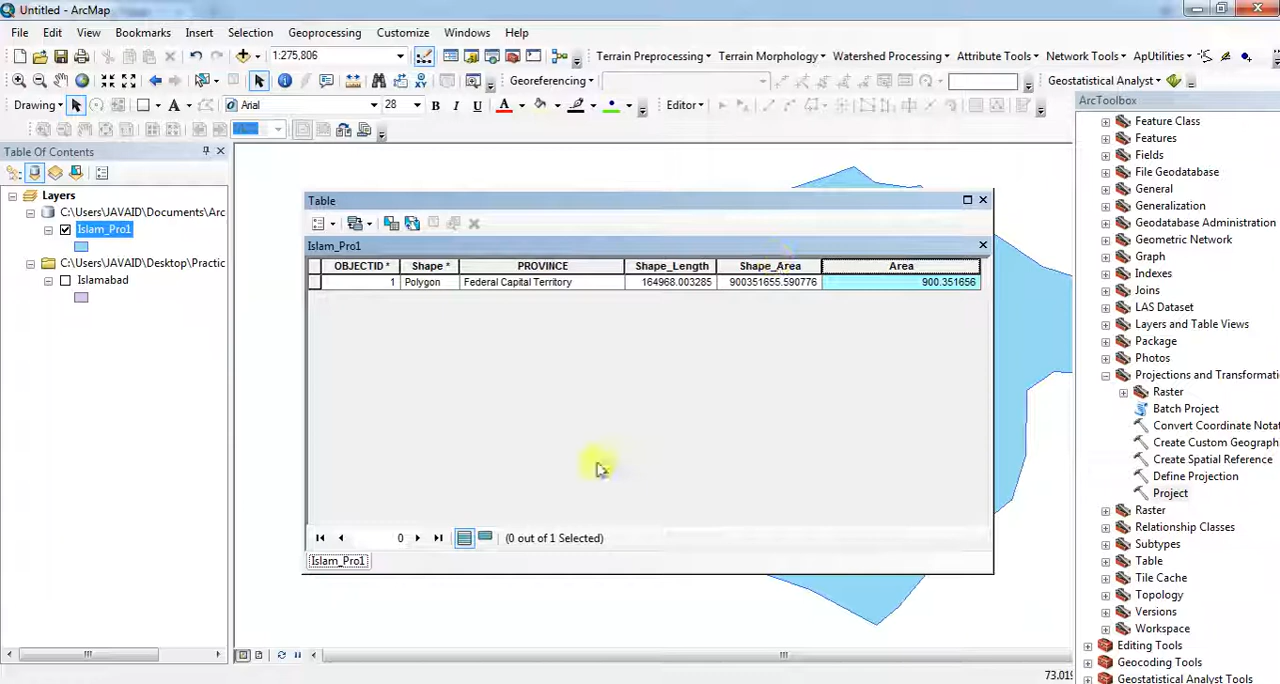 Untitled - ArcMap
File Edit View Bookmarks Insert Selection Geoprocessing Customize Windows Help
1:275,806 Terrain Preprocessing Terrain Morphology Watershed Processing Attribute Tools Network Tools ApUtilities
Georeferencing Geostatistical Analyst
Drawing A Arial 28 B I U A Editor
ArcToolbox
Table Of Contents
Layers
C:\Users\JAVAID\Documents\Arc
Islam_Pro1
C:\Users\JAVAID\Desktop\Practic
Islamabad
Table
Islam_Pro1
OBJECTID * Shape * PROVINCE Shape_Length Shape_Area Area
1 Polygon Federal Capital Territory 164968.003285 900351655.590776 900.351656
0 (0 out of 1 Selected)
Islam_Pro1
Feature Class
Features
Fields
File Geodatabase
General
Generalization
Geodatabase Administration
Geometric Network
Graph
Indexes
Joins
LAS Dataset
Layers and Table Views
Package
Photos
Projections and Transformatio
Raster
Batch Project
Convert Coordinate Notat
Create Custom Geograph
Create Spatial Reference
Define Projection
Project
Raster
Relationship Classes
Subtypes
Table
Tile Cache
Topology
Versions
Workspace
Editing Tools
Geocoding Tools
Geostatistical Analyst Tools
73.019